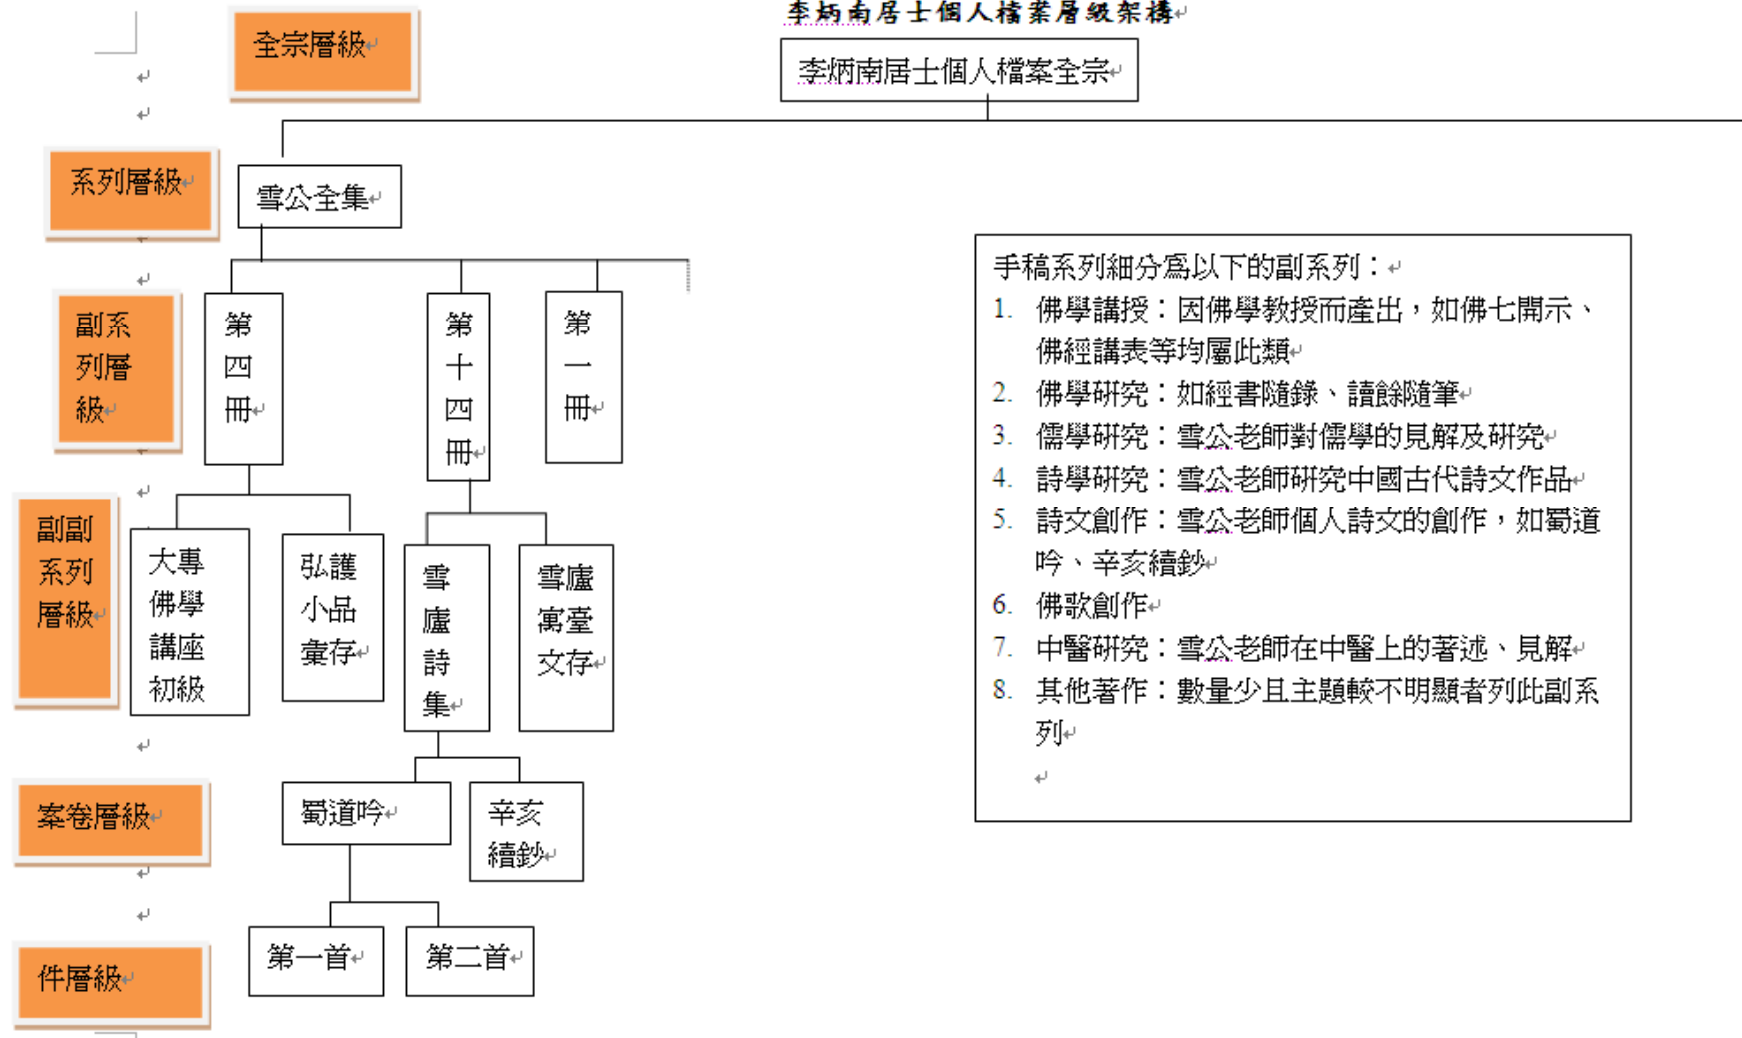 李炳南居士個人檔案層級架構
全宗層級
李炳南居士個人檔案全宗
系列層級
雪公全集
副系
列層
級
第
四
冊
第
十
四
冊
第
一
冊
副副
系列
層級
大專
佛學
講座
初級
弘護
小品
彙存
雪
廬
詩
集
雪廬
寓臺
文存
案卷層級
蜀道吟
辛亥
續鈔
件層級
第一首
第二首
手稿系列細分為以下的副系列：
1. 佛學講授：因佛學教授而產出，如佛七開示、
佛經講表等均屬此類
2. 佛學研究：如經書隨錄、讀餘隨筆
3. 儒學研究：雪公老師對儒學的見解及研究
4. 詩學研究：雪公老師研究中國古代詩文作品
5. 詩文創作：雪公老師個人詩文的創作，如蜀道
吟、辛亥續鈔
6. 佛歌創作
7. 中醫研究：雪公老師在中醫上的著述、見解
8. 其他著作：數量少且主題較不明顯者列此副系
列